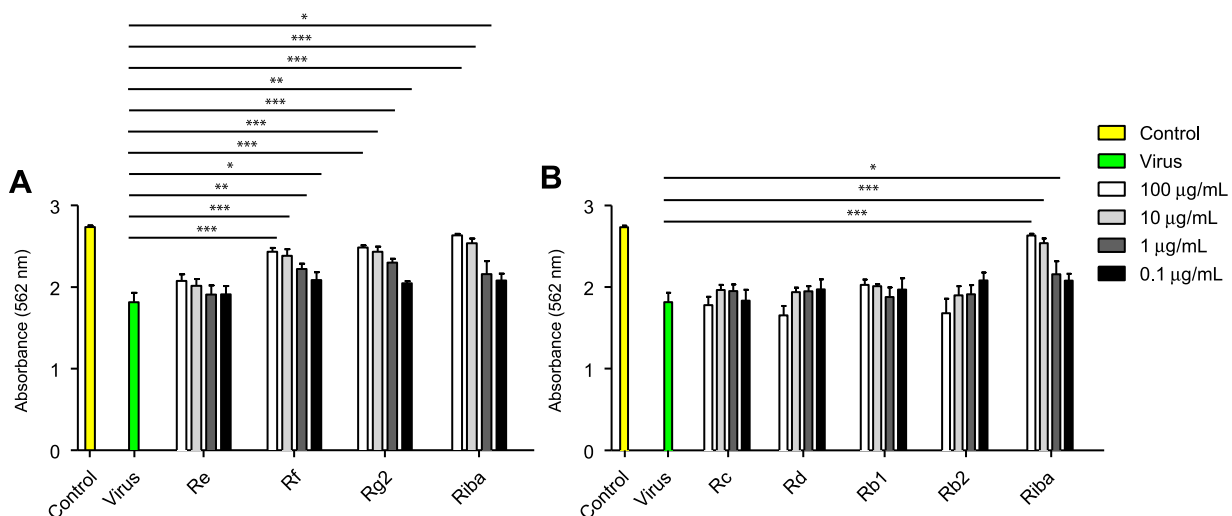 *
***
***
**
***
***
***
*
**
***
***
A
3
2
1
0
Absorbance (562 nm)
Control
Virus
Re
Rf
Rg2
Riba
B
*
***
***
3
2
1
0
Absorbance (562 nm)
Control
Virus
Rc
Rd
Rb1
Rb2
Riba
Control
Virus
100 μg/mL
10 μg/mL
1 μg/mL
0.1 μg/mL